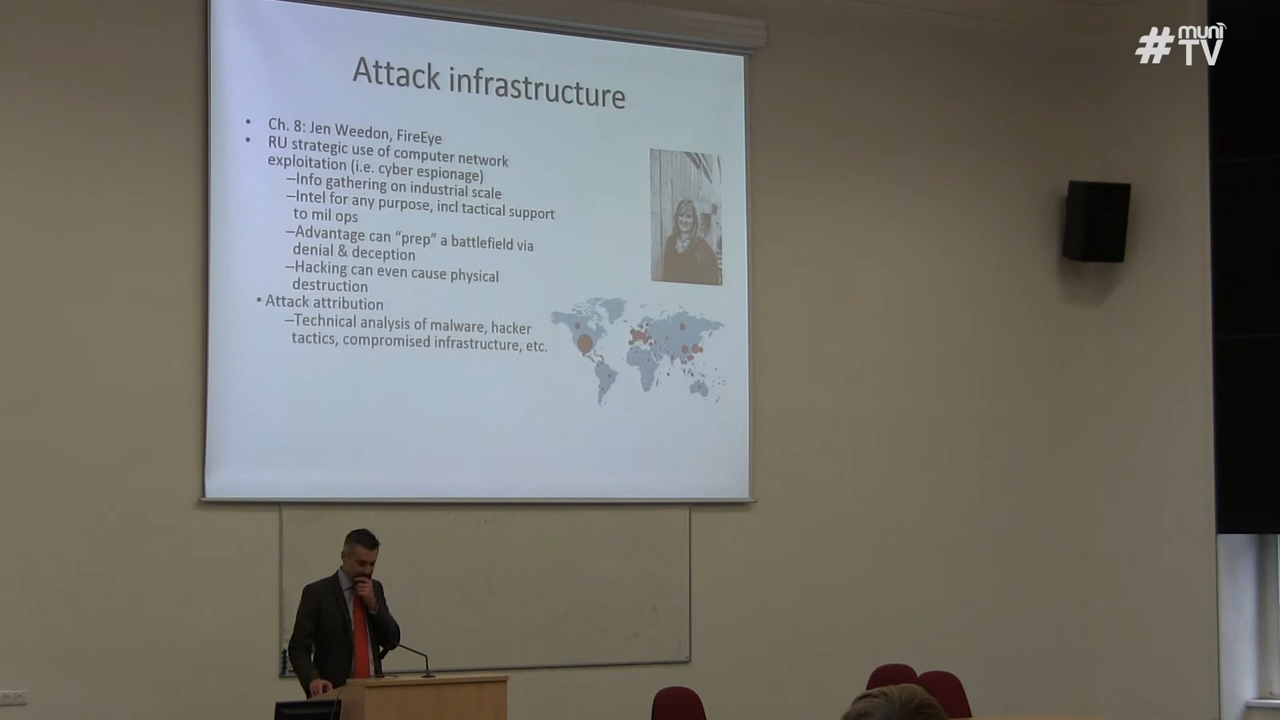 #muni
TV
Attack infrastructure
• Ch. 8: Jen Weedon, FireEye
• RU strategic use of computer network
exploitation (i.e. cyber espionage)
–Info gathering on industrial scale
–Intel for any purpose, incl tactical support
to mil ops
–Advantage can “prep” a battlefield via
denial & deception
–Hacking can even cause physical
destruction
• Attack attribution
–Technical analysis of malware, hacker
tactics, compromised infrastructure, etc.